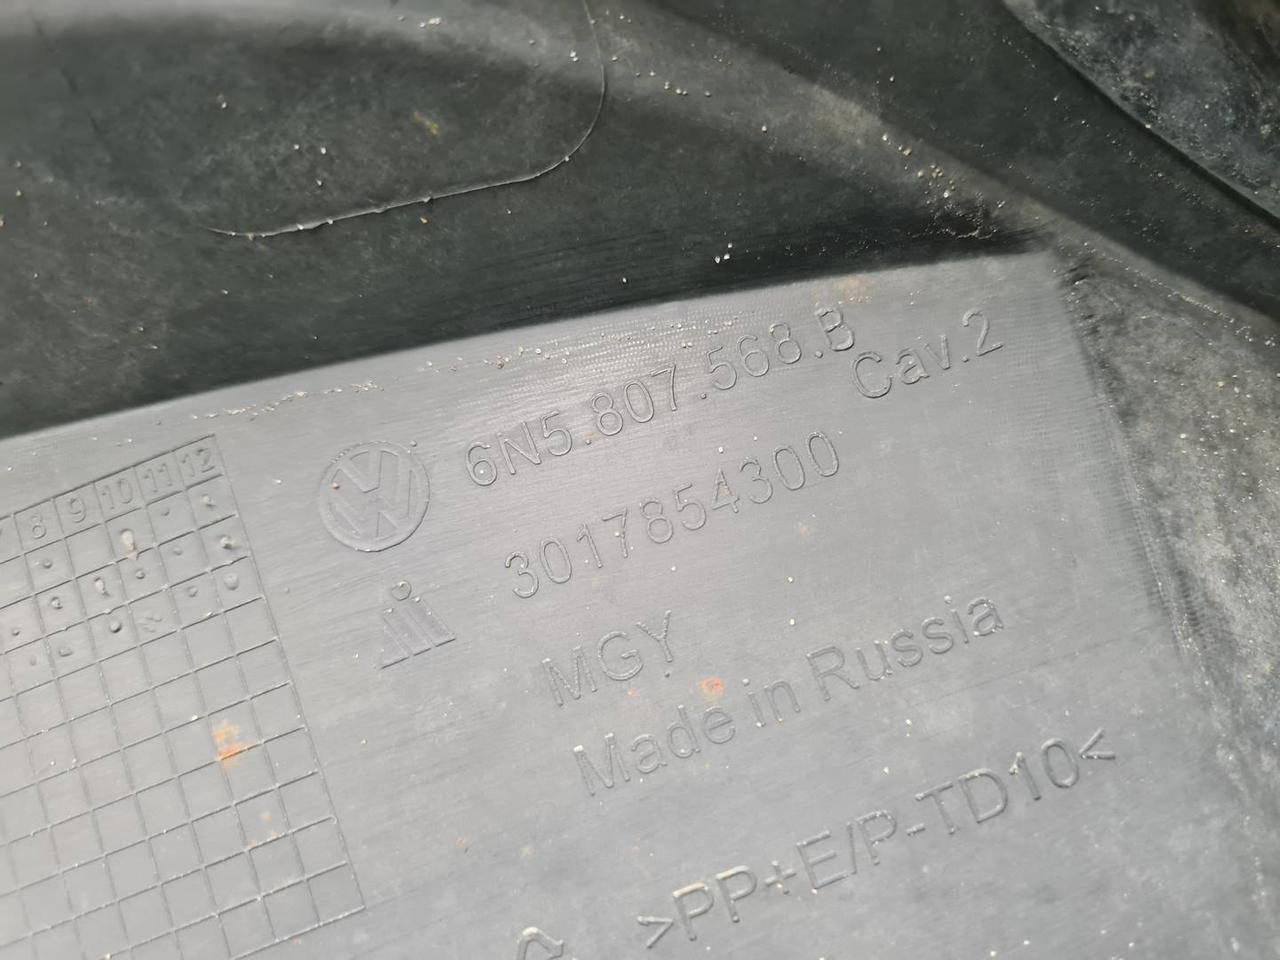 6N5.807.568.B
Cav.2
3017854300
MGY
Made in Russia
>PP+E/P-TD10<
8 9 10 11 12